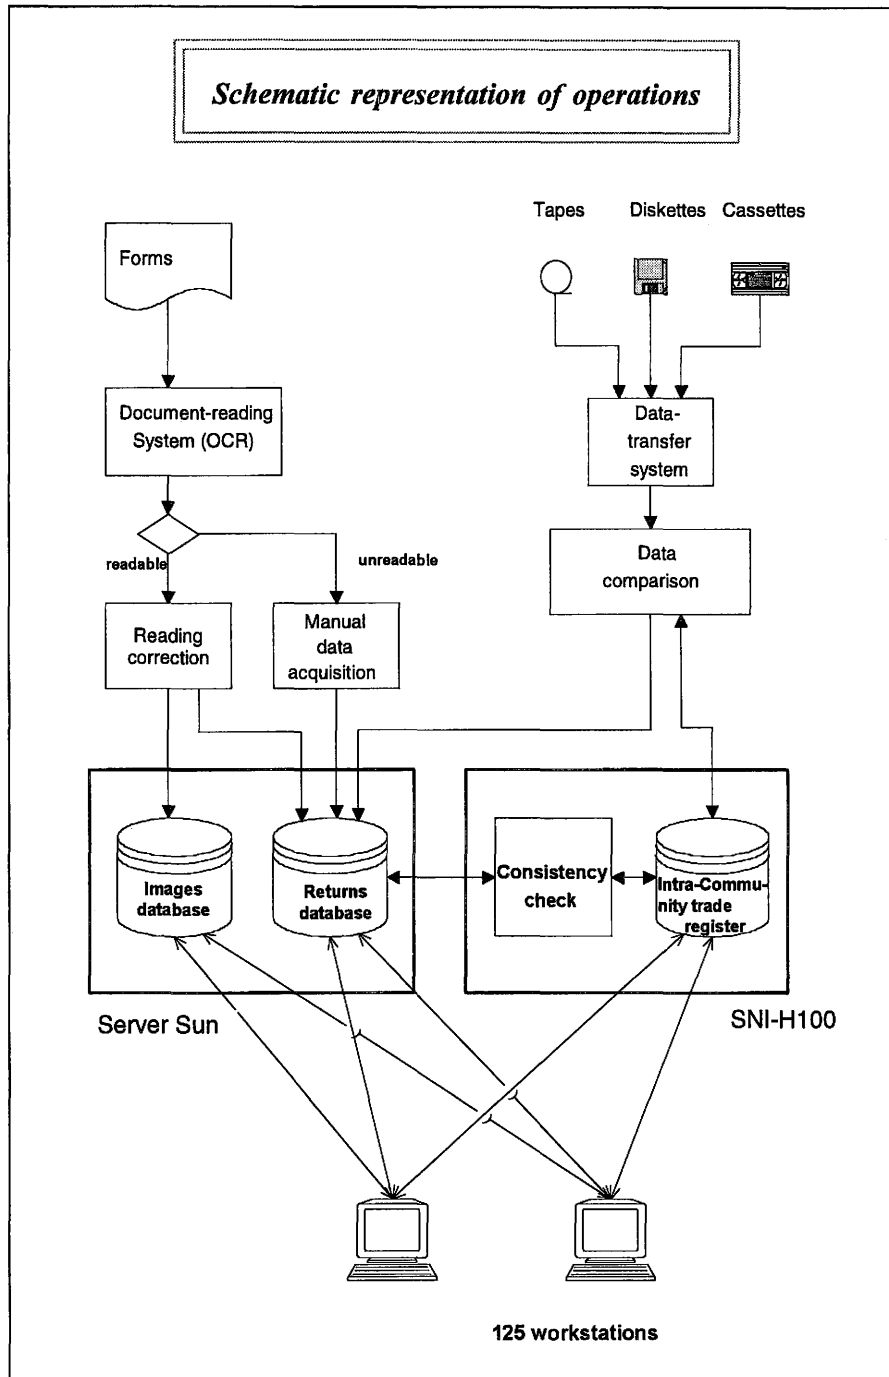 Schematic representation of operations
Tapes
Diskettes
Cassettes
Forms
Document-reading
System (OCR)
Data-
transfer
system
readable
unreadable
Data
comparison
Reading
correction
Manual
data
acquisition
Images
database
Returns
database
Consistency
check
Intra-Commu-
nity trade
register
Server Sun
SNI-H100
125 workstations